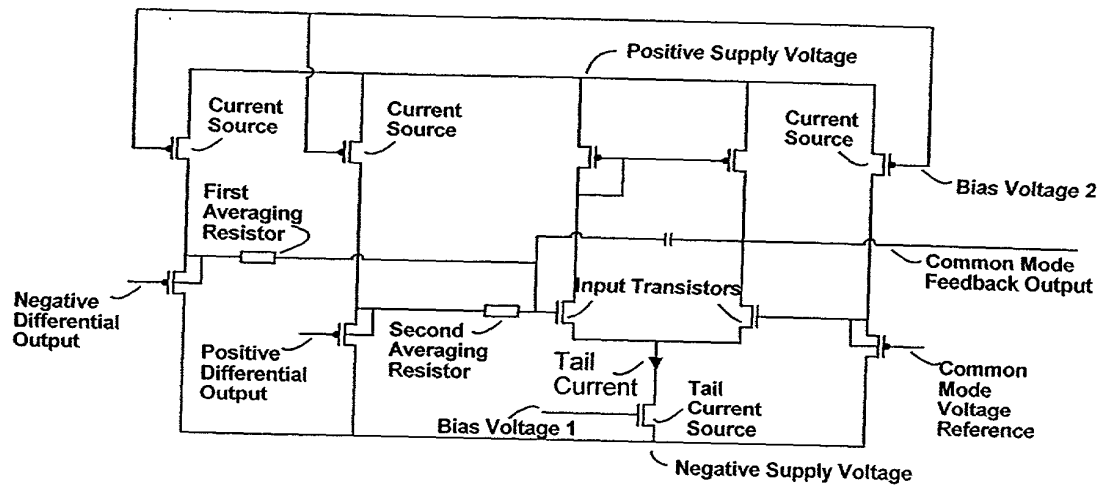 Positive Supply Voltage
Current
Source
Current
Source
Current
Source
Bias Voltage 2
First
Averaging
Resistor
Common Mode
Feedback Output
Input Transistors
Negative
Differential
Output
Positive
Differential
Output
Second
Averaging
Resistor
Tail
Current
Tail
Current
Source
Common
Mode
Voltage
Reference
Bias Voltage 1
Negative Supply Voltage